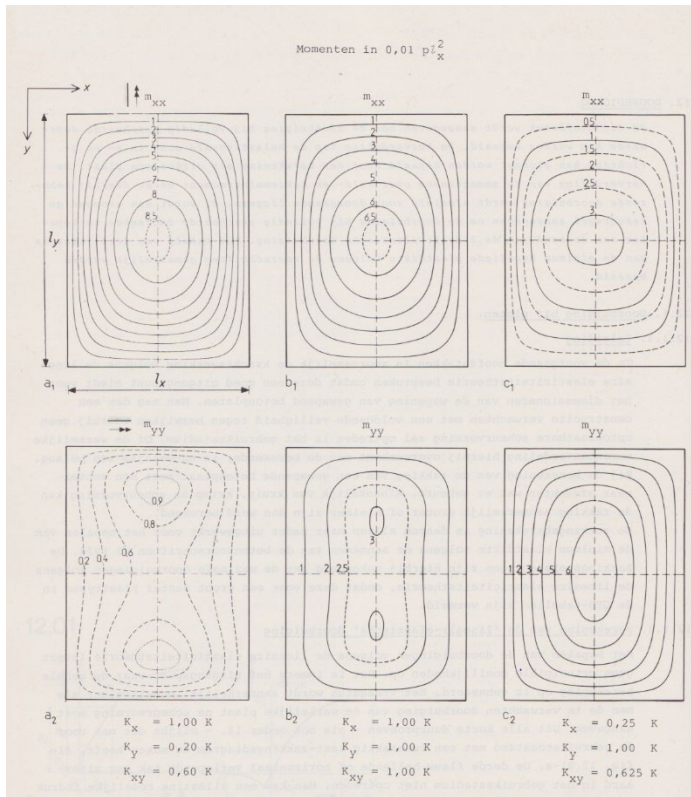 Momenten in 0,01 pl²x
x
y
mxx
mxx
mxx
1
2
3
4
5
6
7
8
8.5
1
2
3
4
5
6
6.5
0.5
1
1.5
2
2.5
3
ly
lx
a1
b1
c1
myy
myy
myy
0.9
0.8
0.2 0.4 0.6
3
1 2 2.5
1 2 3 4 5 6
a2
b2
c2
Kx = 1,00 K
Kx = 1,00 K
Kx = 0,25 K
Ky = 0,20 K
Ky = 1,00 K
Ky = 1,00 K
Kxy = 0,60 K
Kxy = 1,00 K
Kxy = 0,625 K